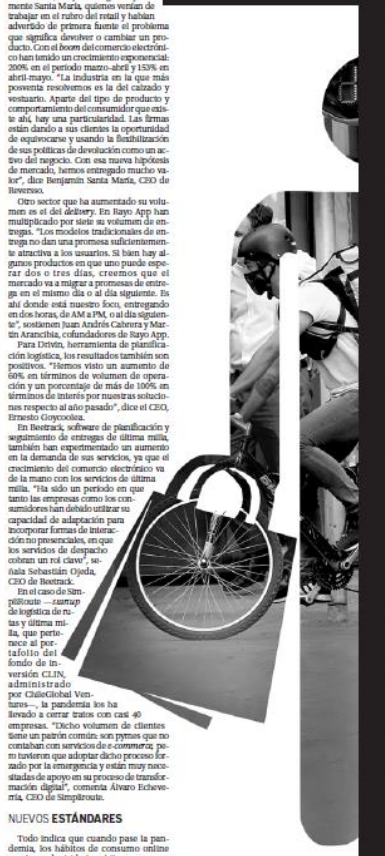 mente Santa María, quienes venían de
trabajar en el rubro del retail y habían
advertido de primera fuente el problema
que significa devolver o cambiar un pro-
ducto. Con el boom del comercio electróni-
co han tenido un crecimiento exponencial:
200% en el período marzo-abril y 153% en
abril-mayo. "La industria en la que más
posventa resolvemos es la del calzado y
vestuario. Aparte del tipo de producto y
comportamiento del consumidor que exis-
te ahí, hay una particularidad. Las firmas
están dando a sus clientes la oportunidad
de equivocarse y usando la flexibilización
de sus políticas de devolución como un ac-
tivo del negocio. Con esa nueva hipótesis
de mercado, hemos entregado mucho va-
lor", dice Benjamín Santa María, CEO de
Reversso.
Otro sector que ha aumentado su volu-
men es el del delivery. En Rayo App han
multiplicado por siete su volumen de en-
tregas. "Los modelos tradicionales de en-
trega no dan una promesa suficientemen-
te atractiva a los usuarios. Si bien hay al-
gunos productos en que uno puede espe-
rar dos o tres días, creemos que el
mercado va a migrar a promesas de entre-
ga en el mismo día o al día siguiente. Es
ahí donde está nuestro foco, entregando
en dos horas, de AM a PM, o al día siguien-
te", sostienen Juan Andrés Cabrera y Mar-
tín Arancibia, cofundadores de Rayo App.
Para Drivin, herramienta de planifica-
ción logística, los resultados también son
positivos. "Hemos visto un aumento de
60% en términos de volumen de opera-
ción y un porcentaje de más de 100% en
términos de interés por nuestras solucio-
nes respecto al año pasado", dice el CEO,
Ernesto Goycoolea.
En Beetrack, software de planificación y
seguimiento de entregas de última milla,
también han experimentado un aumento
en la demanda de sus servicios, ya que el
crecimiento del comercio electrónico va
de la mano con los servicios de última
milla. "Ha sido un período en que
tanto las empresas como los con-
sumidores han debido utilizar su
capacidad de adaptación para
incorporar formas de interac-
ción no presenciales, en que
los servicios de despacho
cobran un rol clave", se-
ñala Sebastián Ojeda,
CEO de Beetrack.
En el caso de Sim-
pliRoute —startup
de logística de ru-
tas y última mi-
lla, que perte-
nece al por-
tafolio del
fondo de in-
versión CLIN,
administrado
por ChileGlobal Ven-
tures—, la pandemia los ha
llevado a cerrar tratos con casi 40
empresas. "Dicho volumen de clientes
tiene un patrón común: son pymes que no
contaban con servicios de e-commerce, pe-
ro tuvieron que adoptar dicho proceso for-
zado por la emergencia y están muy nece-
sitadas de apoyo en su proceso de transfor-
mación digital", comenta Álvaro Echeve-
rría, CEO de Simpliroute.
NUEVOS ESTÁNDARES
Todo indica que cuando pase la pan-
demia, los hábitos de consumo online